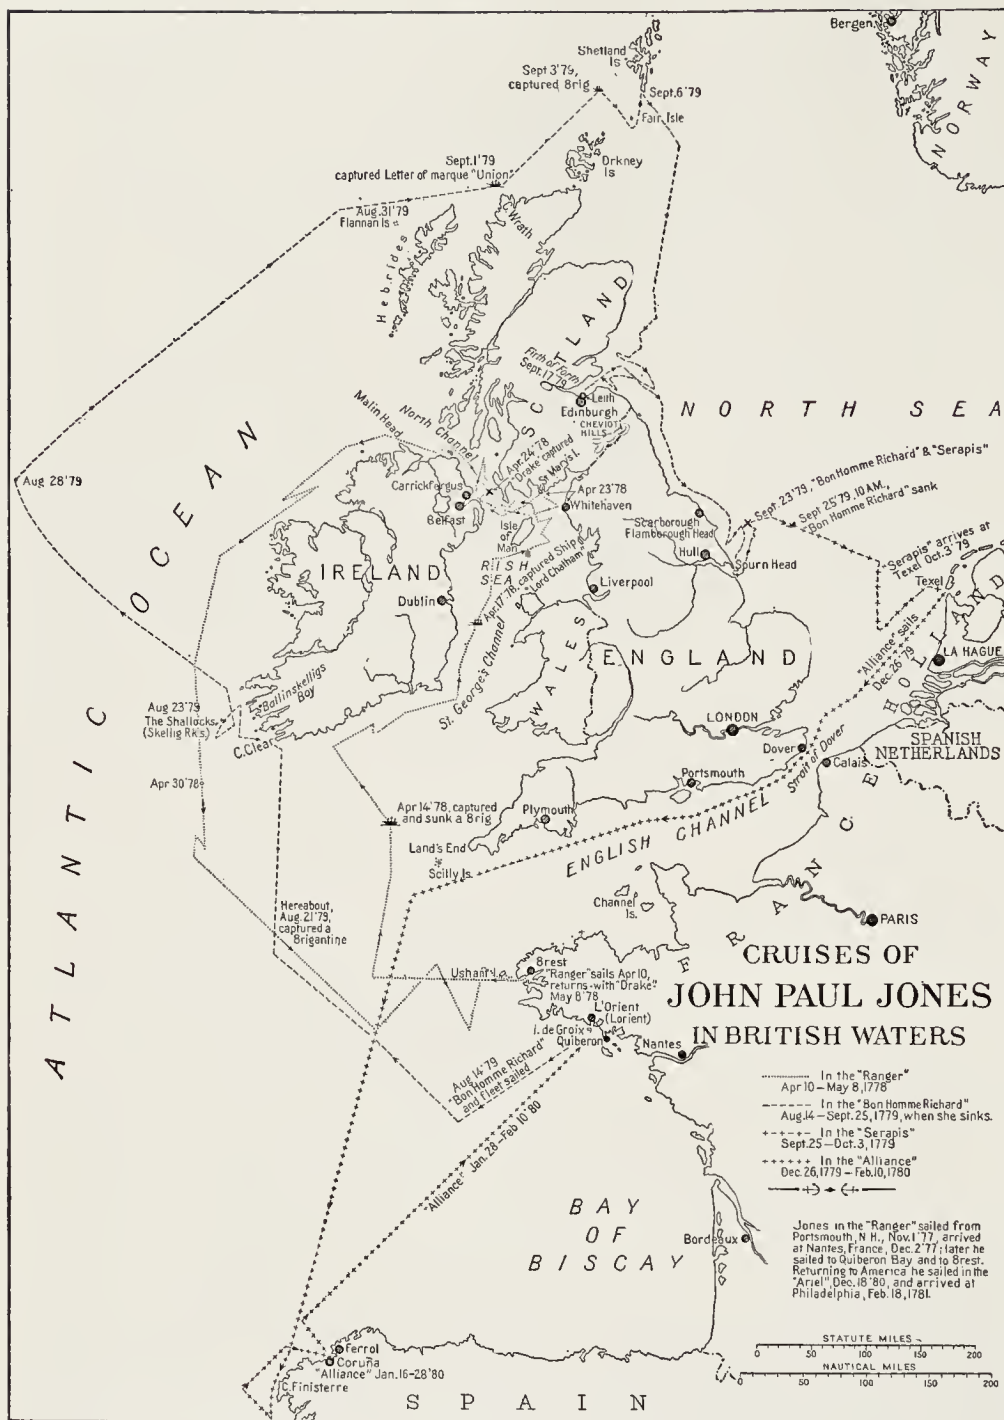 Bergen
NORWAY
Shetland
Is
Sept 3'79,
captured Brig
Sept. 6'79
Fair Isle
Orkney
Is
Sept. 1'79
captured Letter of marque "Union"
Aug. 31'79
Flannan Is
C. Wrath
Hebrides
SCOTLAND
Firth of Forth
Sept. 17'79
Leith
Edinburgh
CHEVIOT
HILLS
NORTH SEA
North Channel
Malin Head
Apr. 24'78
"Drake" captured
St Mary's I.
Aug 28'79
Carrickfergus
Belfast
Apr 23'78
Whitehaven
Isle
of
Man
Scarborough
Flamborough Head
Hull
Spurn Head
Sept. 23'79, "Bon Homme Richard" & "Serapis"
Sept 25'79, 10 AM.,
"Bon Homme Richard" sank
"Serapis" arrives at
Texel Oct. 3'79
Texel
IRELAND
IRISH
SEA
Apr. 17'78, captured Ship
"Lord Chatham"
Dublin
Liverpool
"Alliance" sails
Dec. 26'79
HOLLAND
LA HAGUE
ATLANTIC OCEAN
St. George's Channel
WALES
ENGLAND
Ballinskelligs
Bay
Aug 23'79
The Shallocks,
(Skellig Rks)
C. Clear
LONDON
Dover
Strait of Dover
Calais
SPANISH
NETHERLANDS
Apr 30'78
Portsmouth
Apr 14'78, captured
and sunk a Brig
Plymouth
Land's End
Scilly Is.
ENGLISH CHANNEL
Channel
Is.
FRANCE
PARIS
Hereabout,
Aug. 21'79,
captured a
Brigantine
Ushant I.
Brest
"Ranger" sails Apr 10,
returns with "Drake"
May 8'78
L'Orient
(Lorient)
I. de Groix
Quiberon
Nantes
Aug 14'79
"Bon Homme Richard"
and Fleet sailed
"Alliance" Jan. 28 – Feb 10'80
CRUISES OF
JOHN PAUL JONES
IN BRITISH WATERS
In the "Ranger"
Apr 10 – May 8, 1778
In the "Bon Homme Richard"
Aug. 14 – Sept. 25, 1779, when she sinks.
In the "Serapis"
Sept. 25 – Oct. 3, 1779
In the "Alliance"
Dec. 26, 1779 – Feb. 10, 1780
BAY
OF
BISCAY
Bordeaux
Jones in the "Ranger" sailed from
Portsmouth, N H., Nov. 1'77, arrived
at Nantes, France, Dec. 2'77; later he
sailed to Quiberon Bay and to Brest.
Returning to America he sailed in the
"Ariel", Dec. 18'80, and arrived at
Philadelphia, Feb. 18, 1781.
Ferrol
Coruña
"Alliance" Jan. 16-28'80
C. Finisterre
SPAIN
STATUTE MILES
0 50 100 150 200
NAUTICAL MILES
0 50 100 150 200